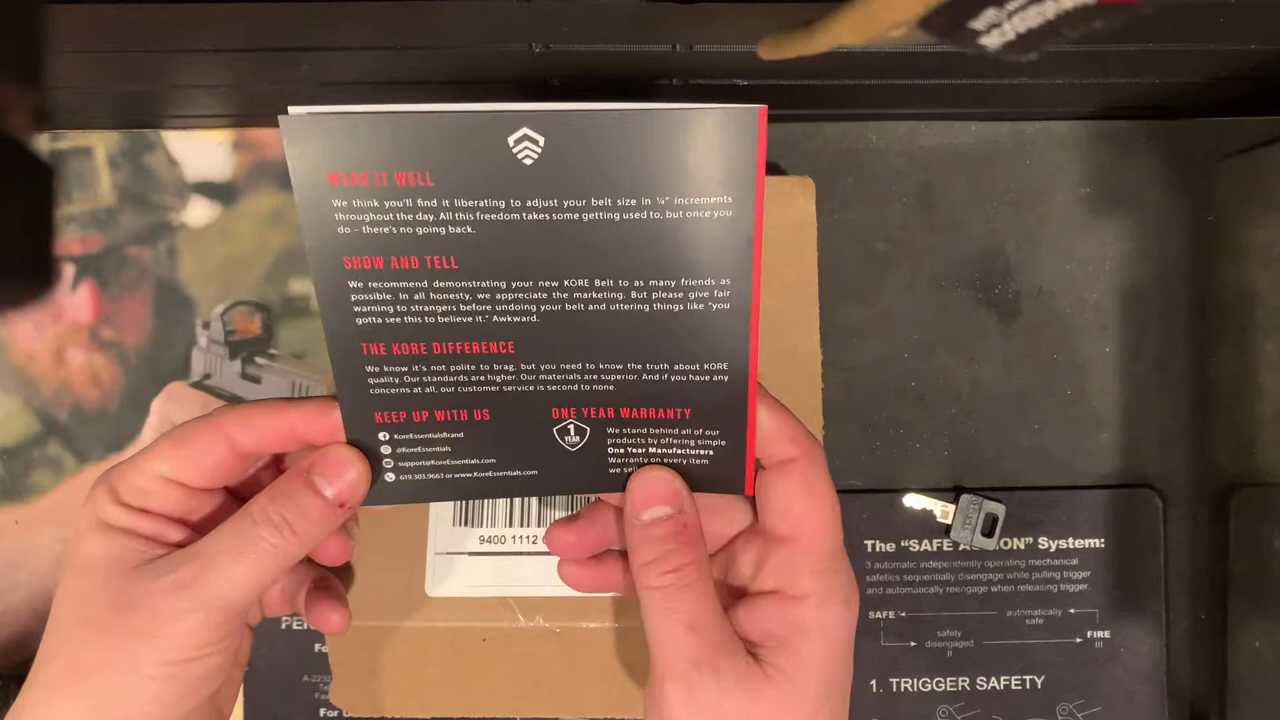 WEAR IT WELL
We think you'll find it liberating to adjust your belt size in ¼" increments
throughout the day. All this freedom takes some getting used to, but once you
do – there's no going back.
SHOW AND TELL
We recommend demonstrating your new KORE Belt to as many friends as
possible. In all honesty, we appreciate the marketing. But please give fair
warning to strangers before undoing your belt and uttering things like "you
gotta see this to believe it." Awkward.
THE KORE DIFFERENCE
We know it's not polite to brag, but you need to know the truth about KORE
quality. Our standards are higher. Our materials are superior. And if you have any
concerns at all, our customer service is second to none.
KEEP UP WITH US
KoreEssentialsBrand
@KoreEssentials
support@KoreEssentials.com
619.303.9663 or www.KoreEssentials.com
ONE YEAR WARRANTY
1
YEAR
We stand behind all of our
products by offering simple
One Year Manufacturers
Warranty on every item
we sell
9400 1112
The "SAFE ACTION" System:
3 automatic independently operating mechanical
safeties sequentially disengage while pulling trigger
and automatically reengage when releasing trigger.
SAFE
automatically
safe
safety
disengaged
II
FIRE
III
1. TRIGGER SAFETY